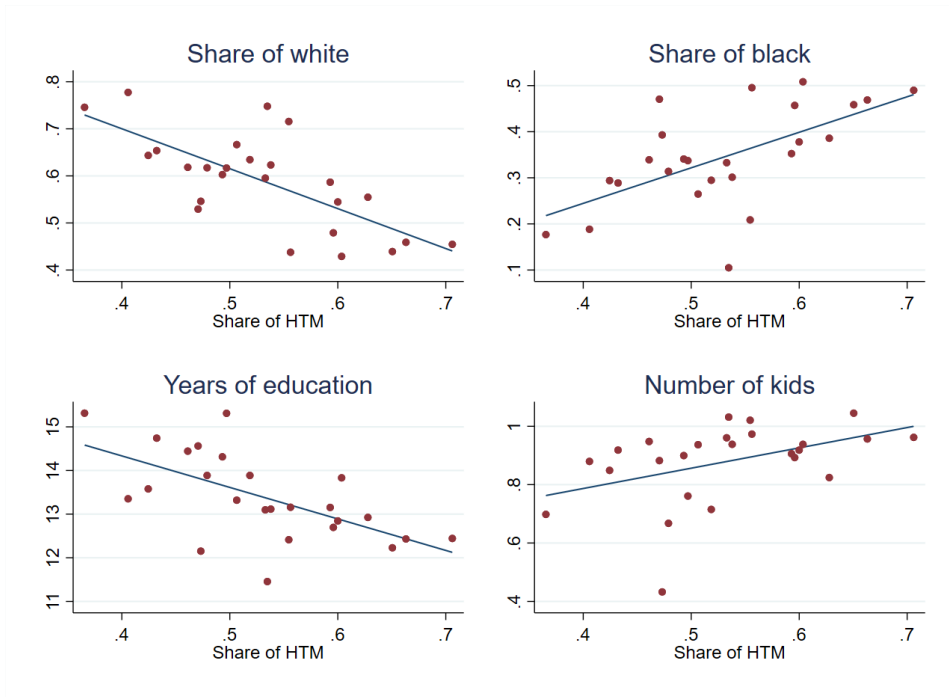 Share of white
.8
.7
.6
.5
.4
.4 .5 .6 .7
Share of HTM
Share of black
.5
.4
.3
.2
.1
.4 .5 .6 .7
Share of HTM
Years of education
15
14
13
12
11
.4 .5 .6 .7
Share of HTM
Number of kids
1
.8
.6
.4
.4 .5 .6 .7
Share of HTM